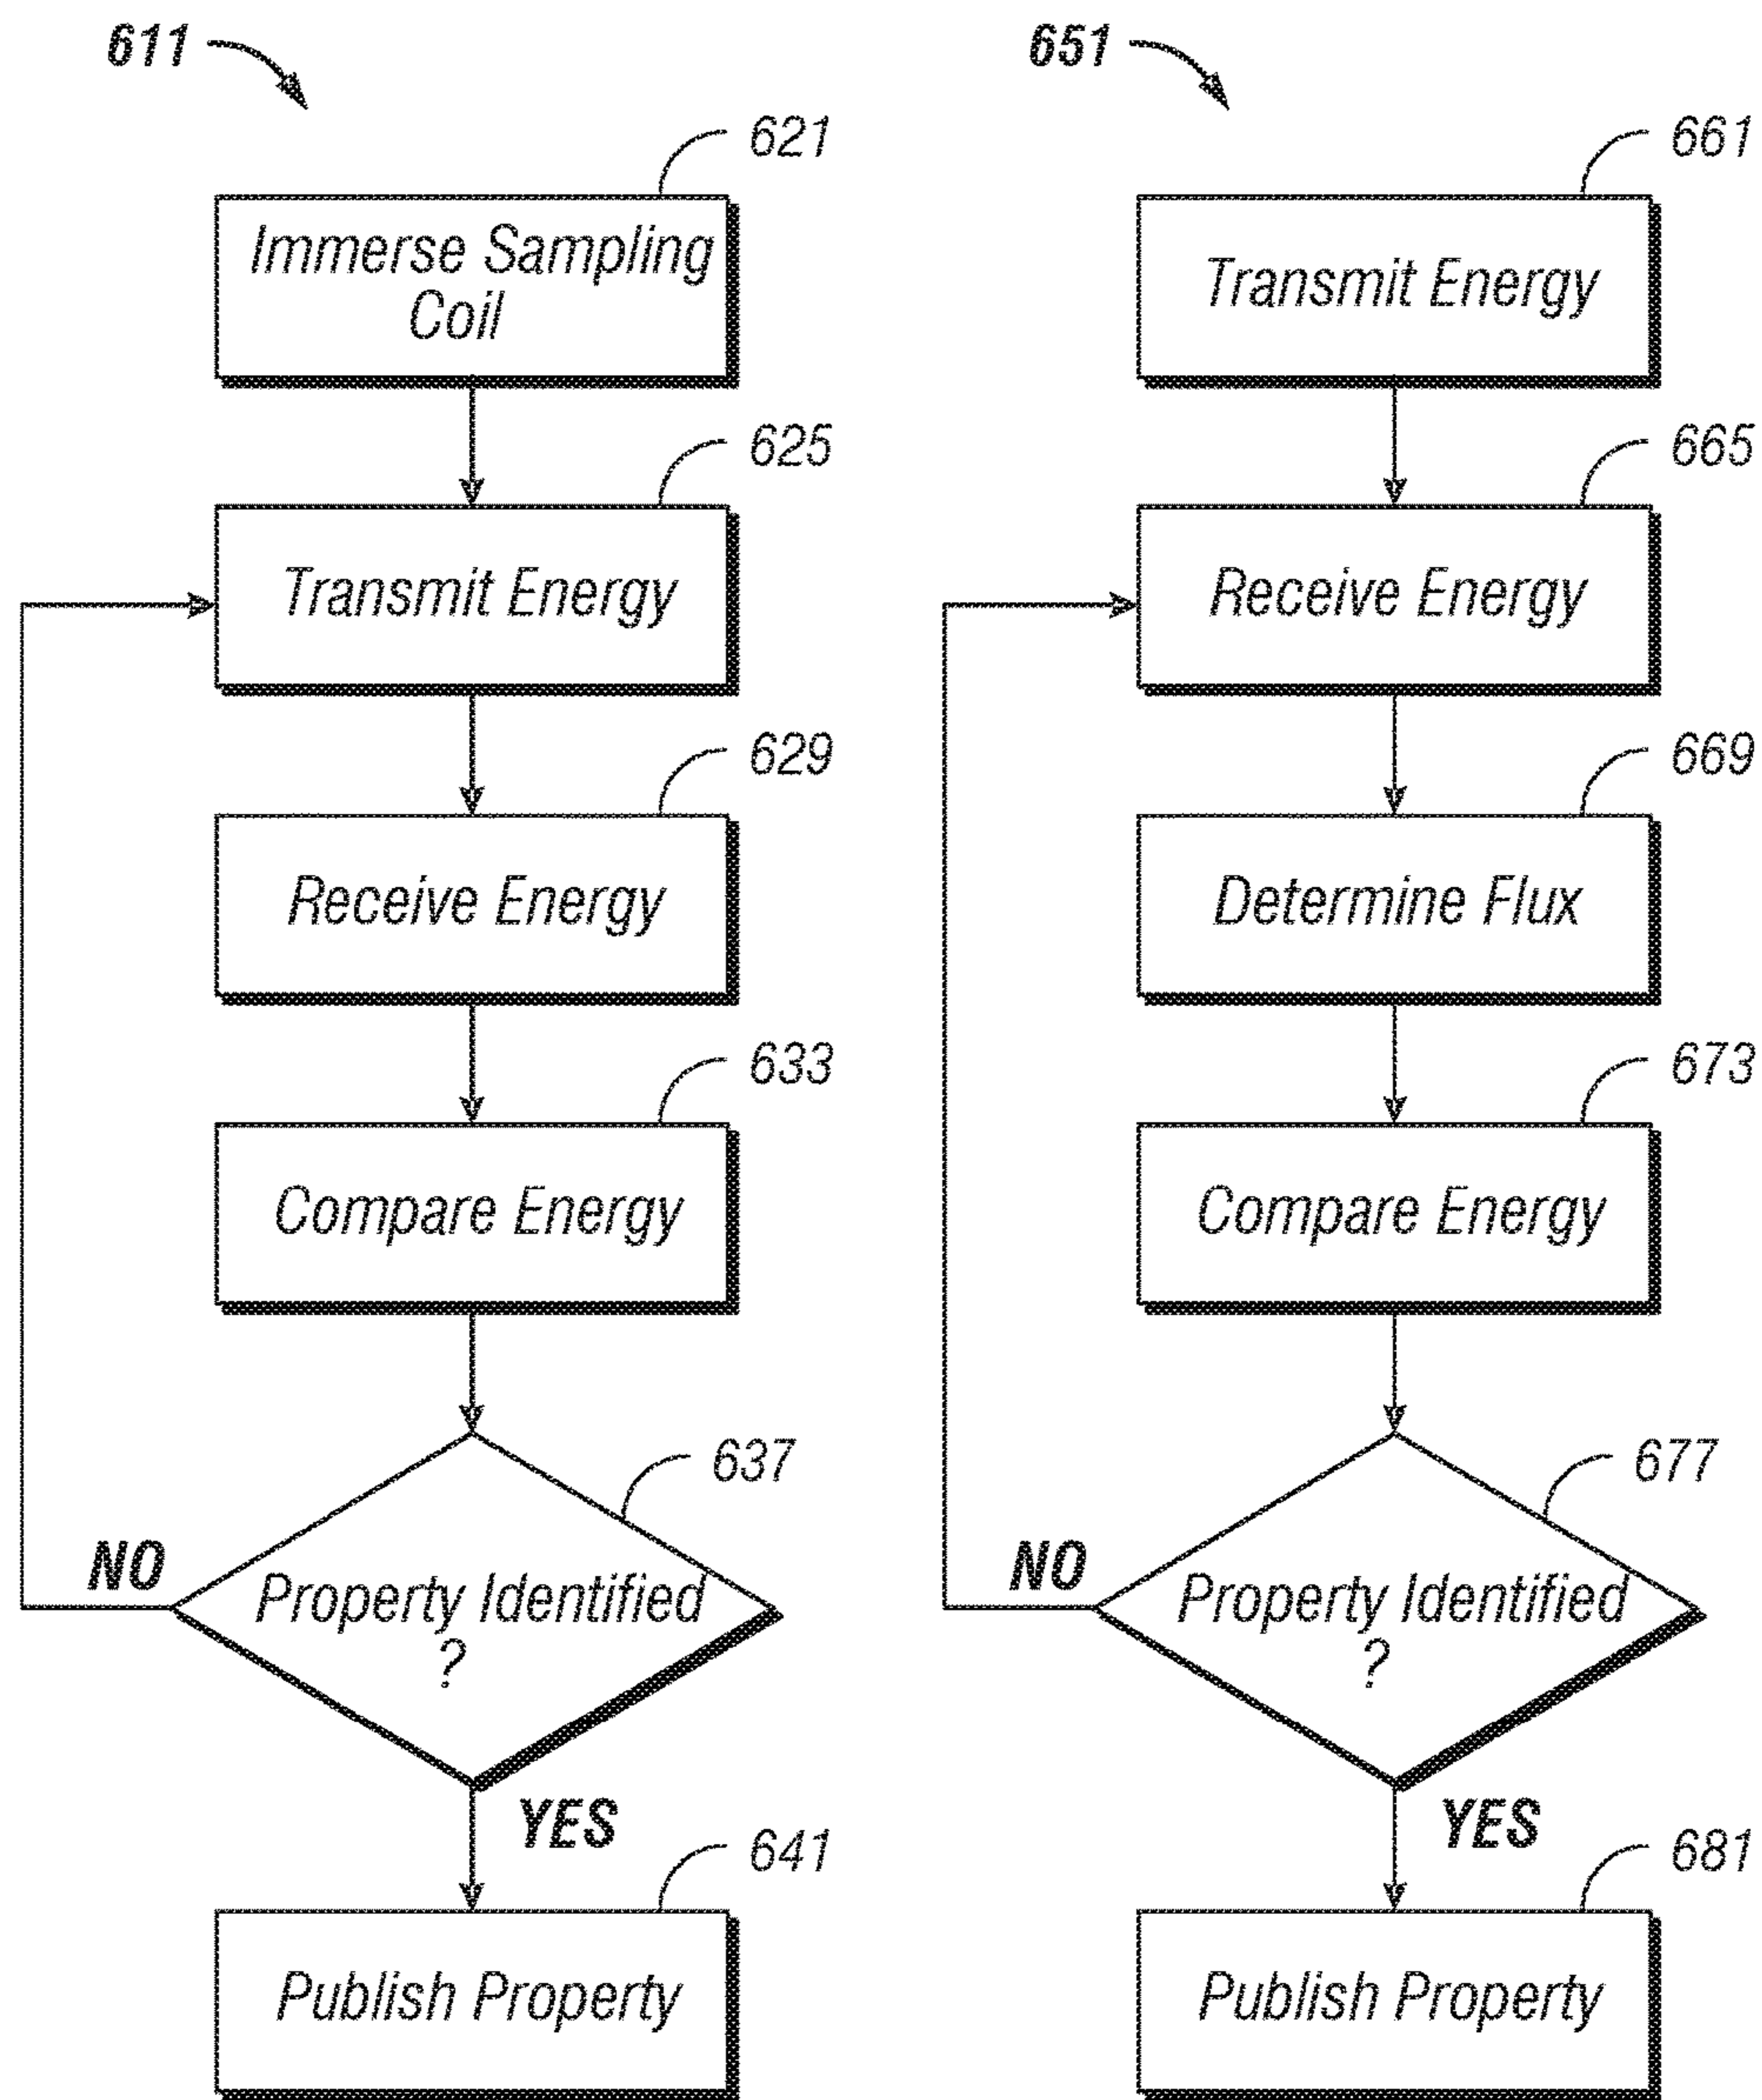 611
621
Immerse Sampling
Coil
625
Transmit Energy
629
Receive Energy
633
Compare Energy
637
NO
Property Identified
?
YES
641
Publish Property
651
661
Transmit Energy
665
Receive Energy
669
Determine Flux
673
Compare Energy
677
NO
Property Identified
?
YES
681
Publish Property